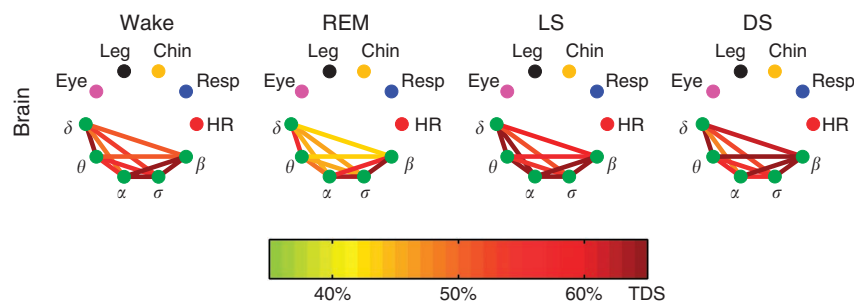 Wake REM LS DS
Leg Chin Leg Chin Leg Chin Leg Chin
Eye Resp Eye Resp Eye Resp Eye Resp
Brain
δ HR δ HR δ HR δ HR
θ β θ β θ β θ β
α σ α σ α σ α σ
40% 50% 60% TDS